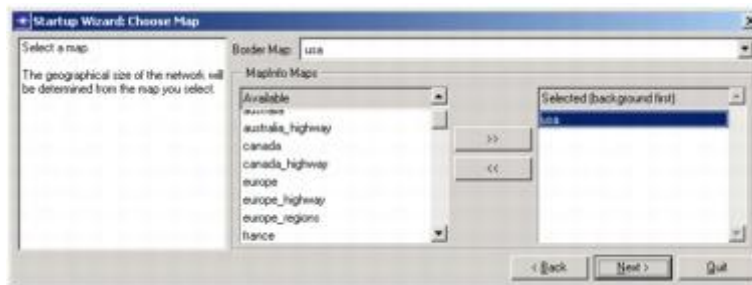 Startup Wizard: Choose Map
Select a map.
The geographical size of the network will
be determined from the map you select.
Border Map: usa
MapInfo Maps
Available
australia
australia_highway
canada
canada_highway
europe
europe_highway
europe_regions
france
>>
<<
Selected (background first)
usa
< Back
Next >
Quit